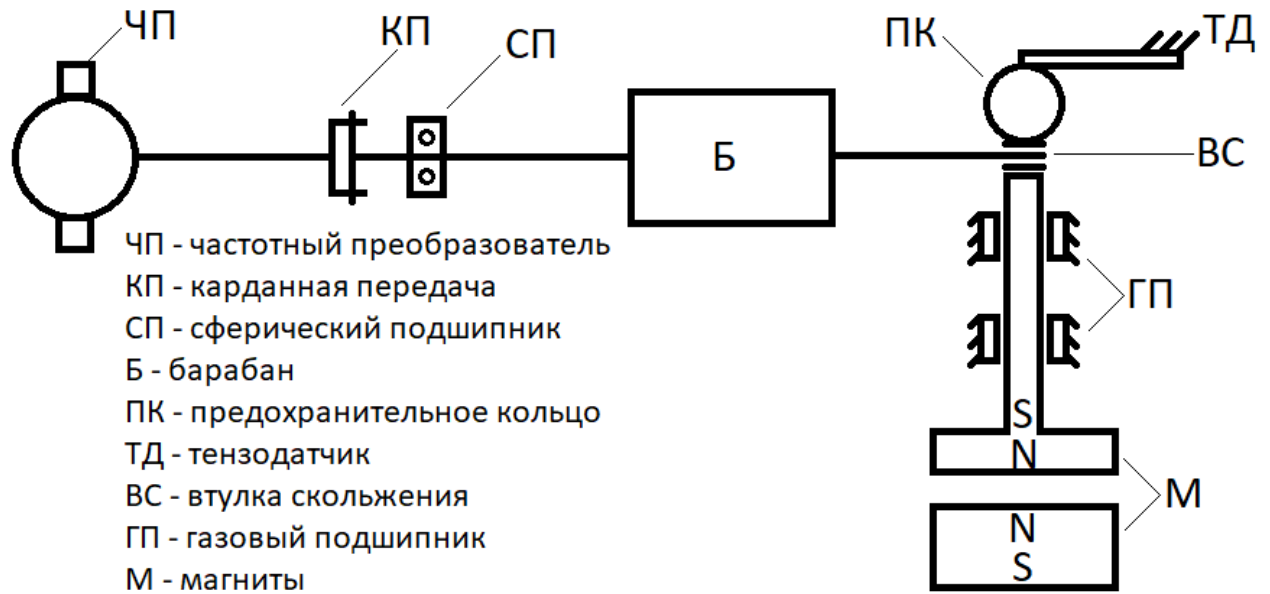 ЧП
КП
СП
ПК
ТД
Б
ВС
ЧП - частотный преобразователь
КП - карданная передача
СП - сферический подшипник
Б - барабан
ПК - предохранительное кольцо
ТД - тензодатчик
ВС - втулка скольжения
ГП - газовый подшипник
М - магниты
ГП
S
N
М
N
S